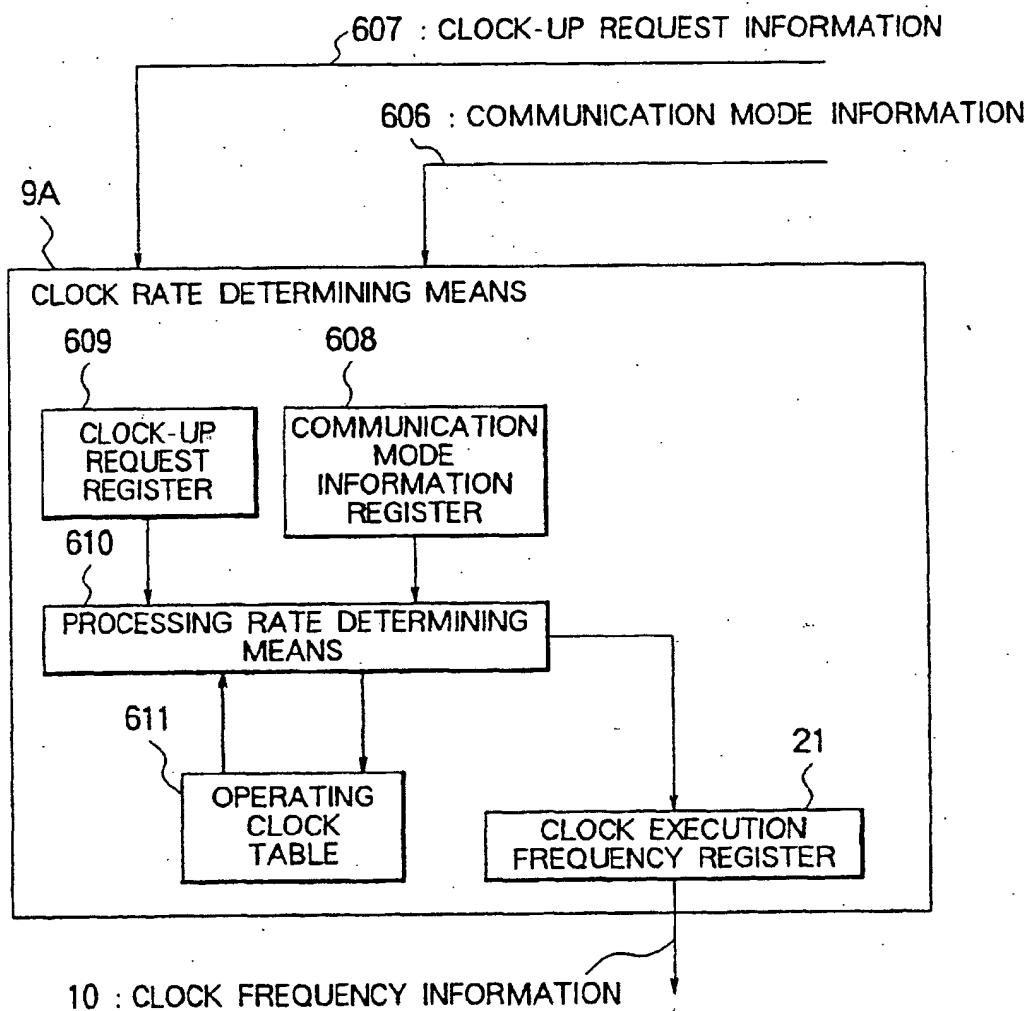 607 : CLOCK-UP REQUEST INFORMATION
606 : COMMUNICATION MODE INFORMATION
9A
CLOCK RATE DETERMINING MEANS
609
608
CLOCK-UP
REQUEST
REGISTER
COMMUNICATION
MODE
INFORMATION
REGISTER
610
PROCESSING RATE DETERMINING
MEANS
611
OPERATING
CLOCK
TABLE
21
CLOCK EXECUTION
FREQUENCY REGISTER
10 : CLOCK FREQUENCY INFORMATION